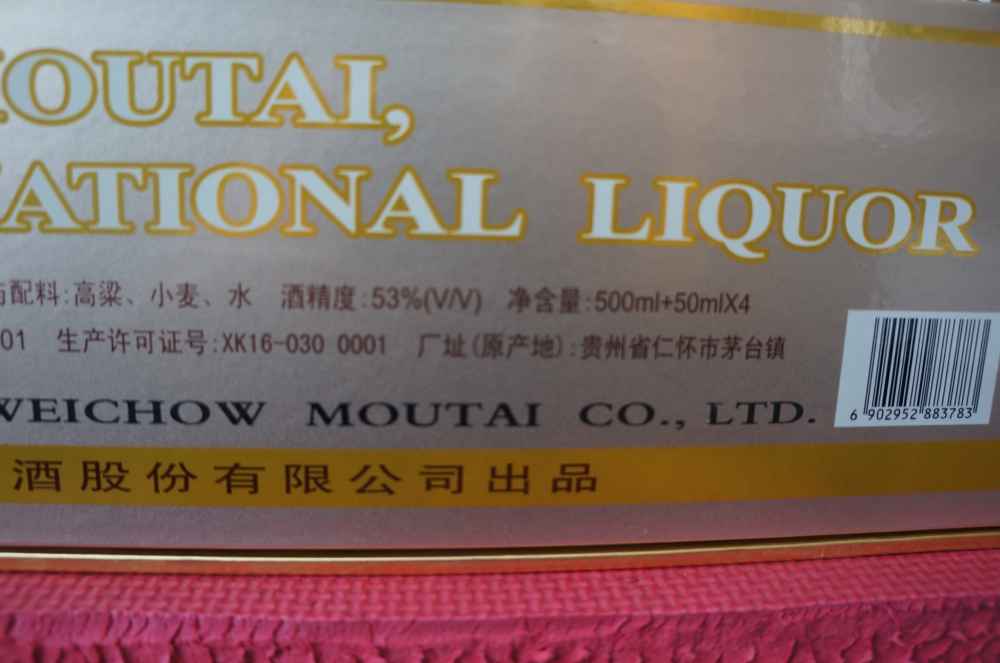 OUTAI,
ATIONAL LIQUOR
配料:高粱、小麦、水 酒精度:53%(V/V) 净含量:500ml+50mlX4
01 生产许可证号:XK16-030 0001 厂址(原产地):贵州省仁怀市茅台镇
WEICHOW MOUTAI CO., LTD.
6 902952 883783
酒股份有限公司出品